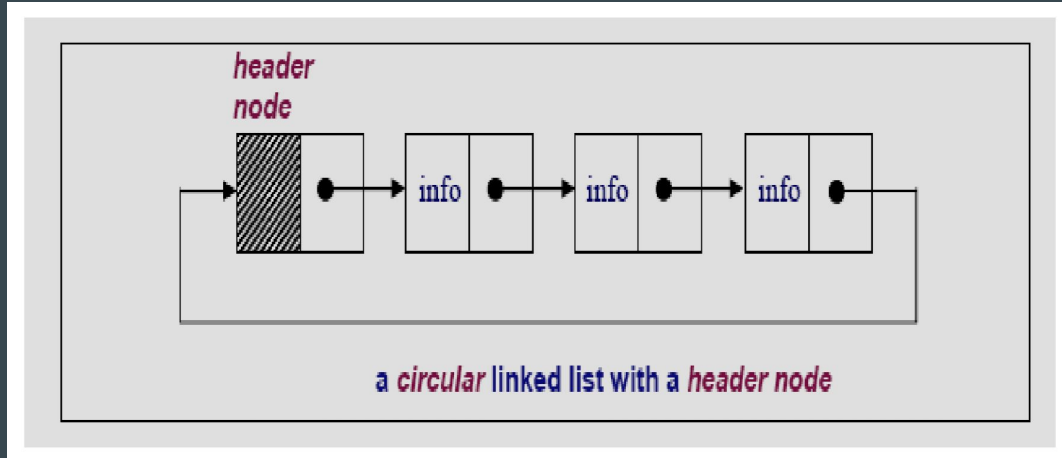 header
node
info
info
info
a circular linked list with a header node